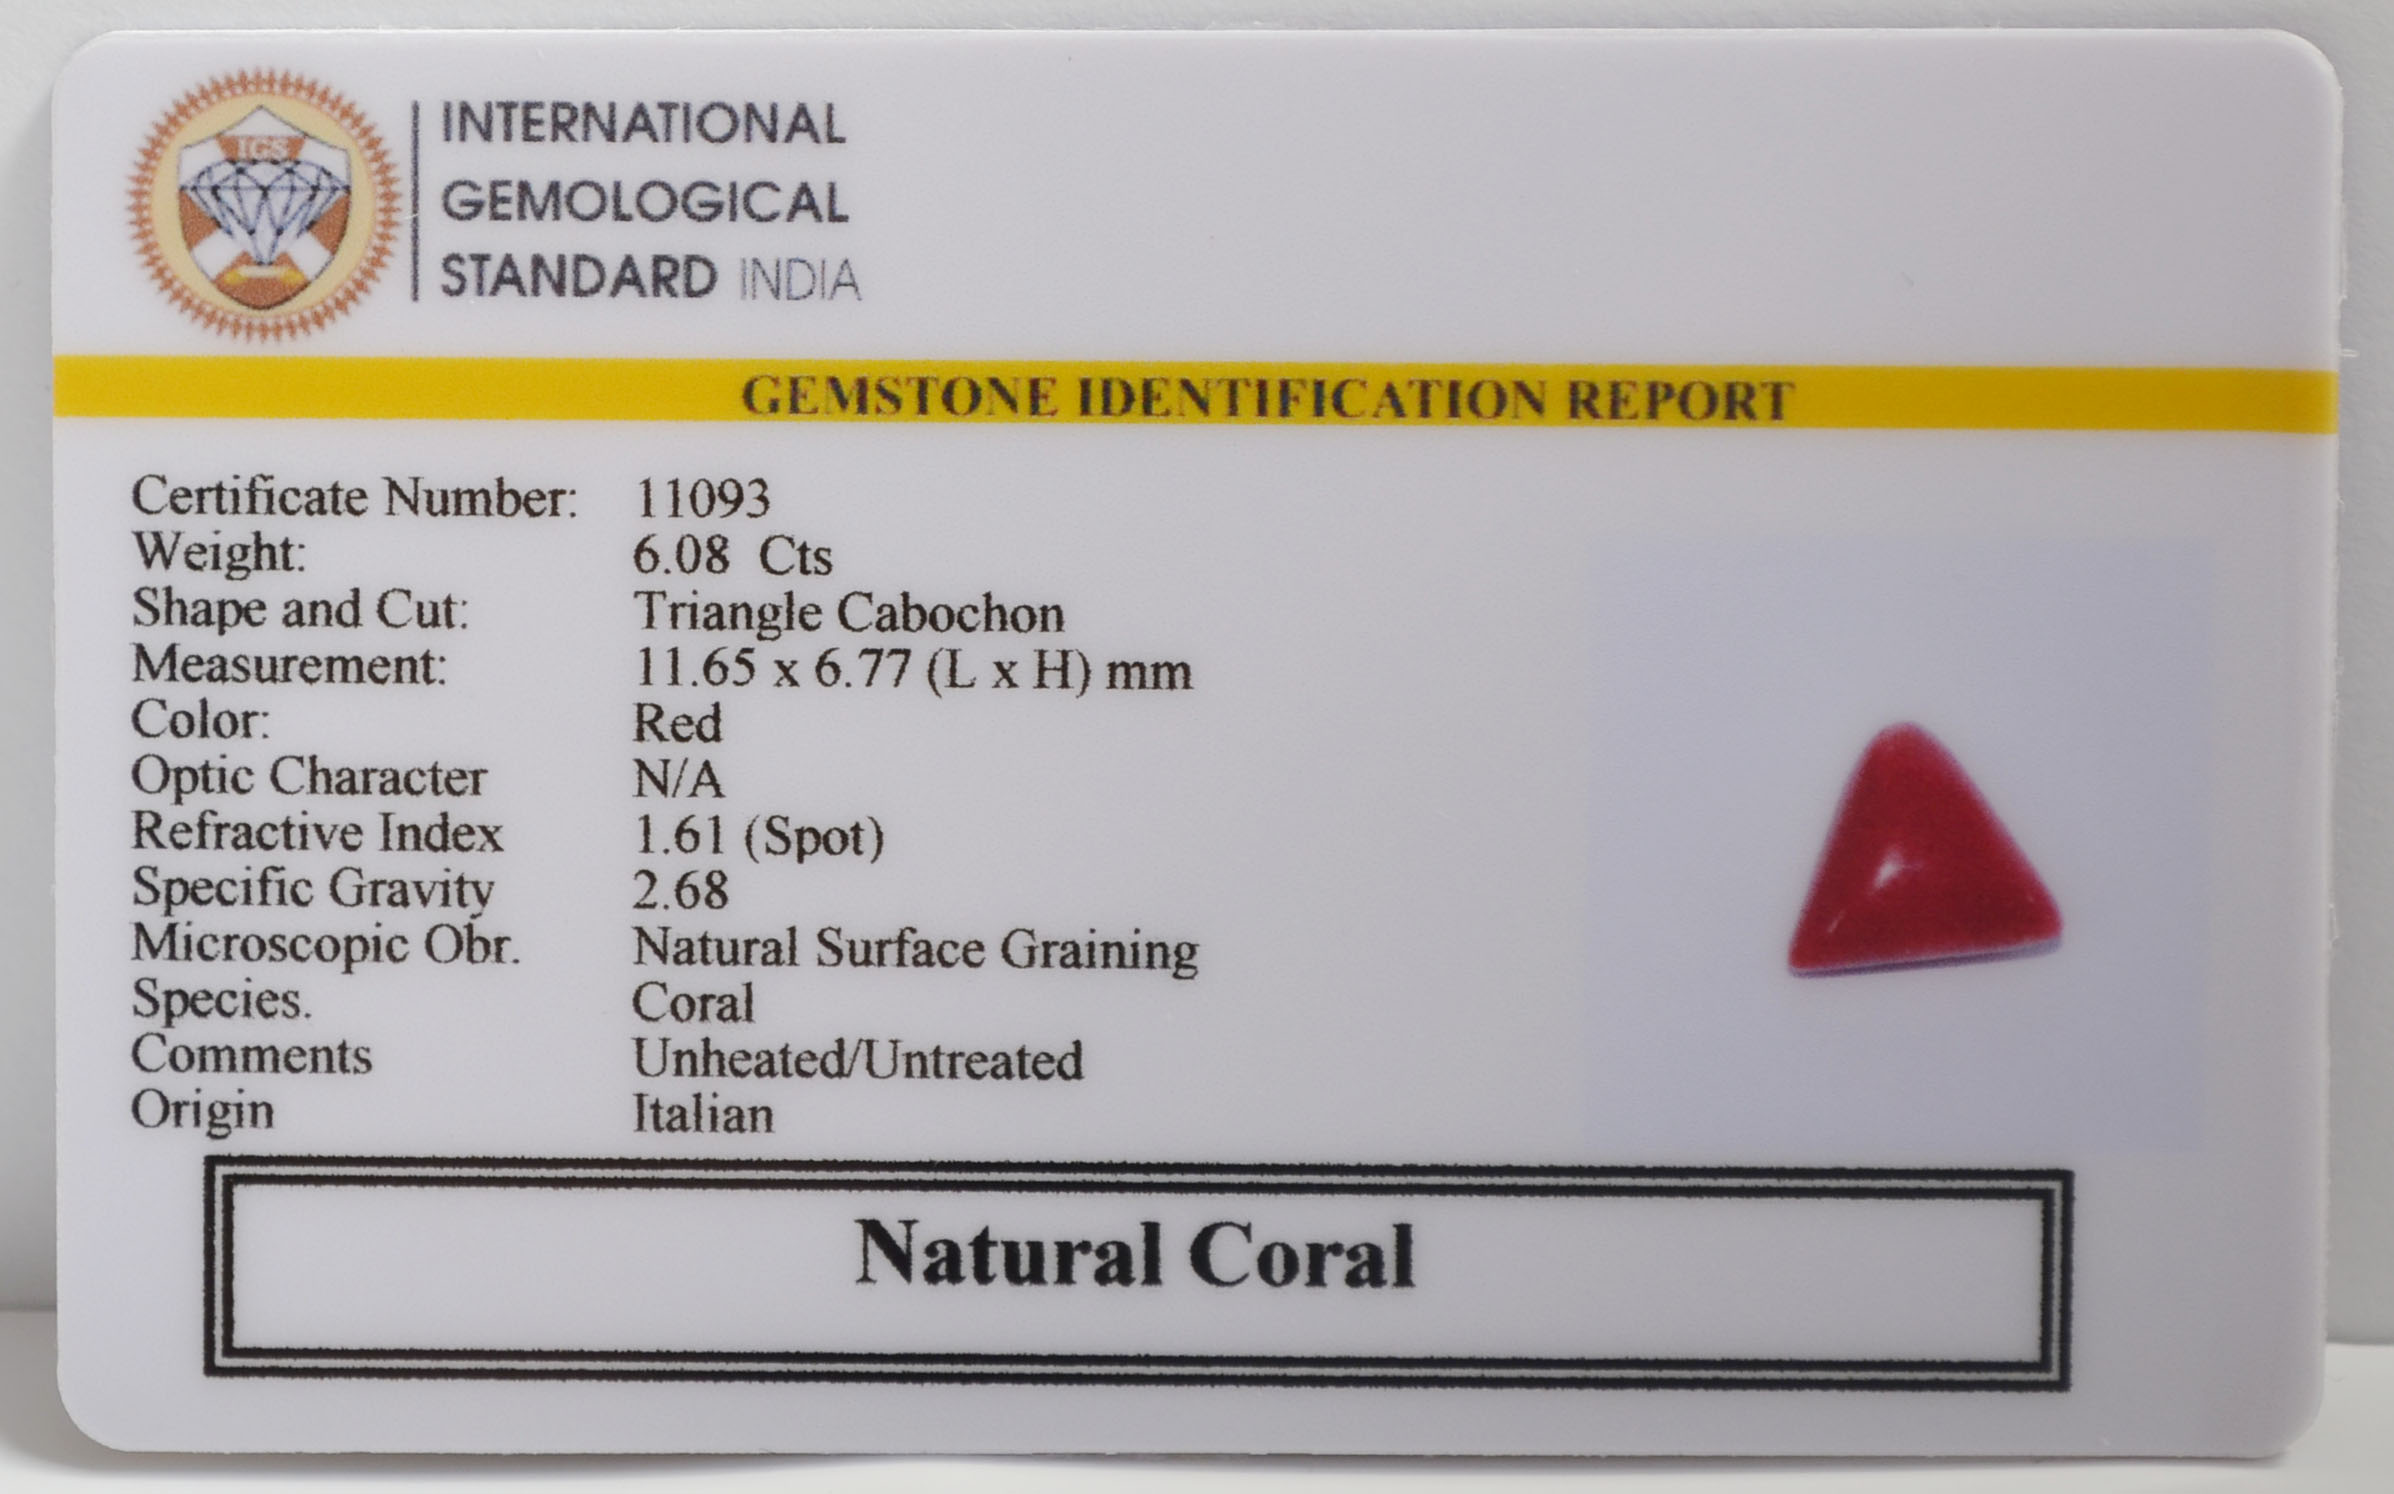 IGS
INTERNATIONAL
GEMOLOGICAL
STANDARD INDIA
GEMSTONE IDENTIFICATION REPORT
Certificate Number: 11093
Weight: 6.08 Cts
Shape and Cut: Triangle Cabochon
Measurement: 11.65 x 6.77 (L x H) mm
Color: Red
Optic Character N/A
Refractive Index 1.61 (Spot)
Specific Gravity 2.68
Microscopic Obr. Natural Surface Graining
Species. Coral
Comments Unheated/Untreated
Origin Italian
Natural Coral